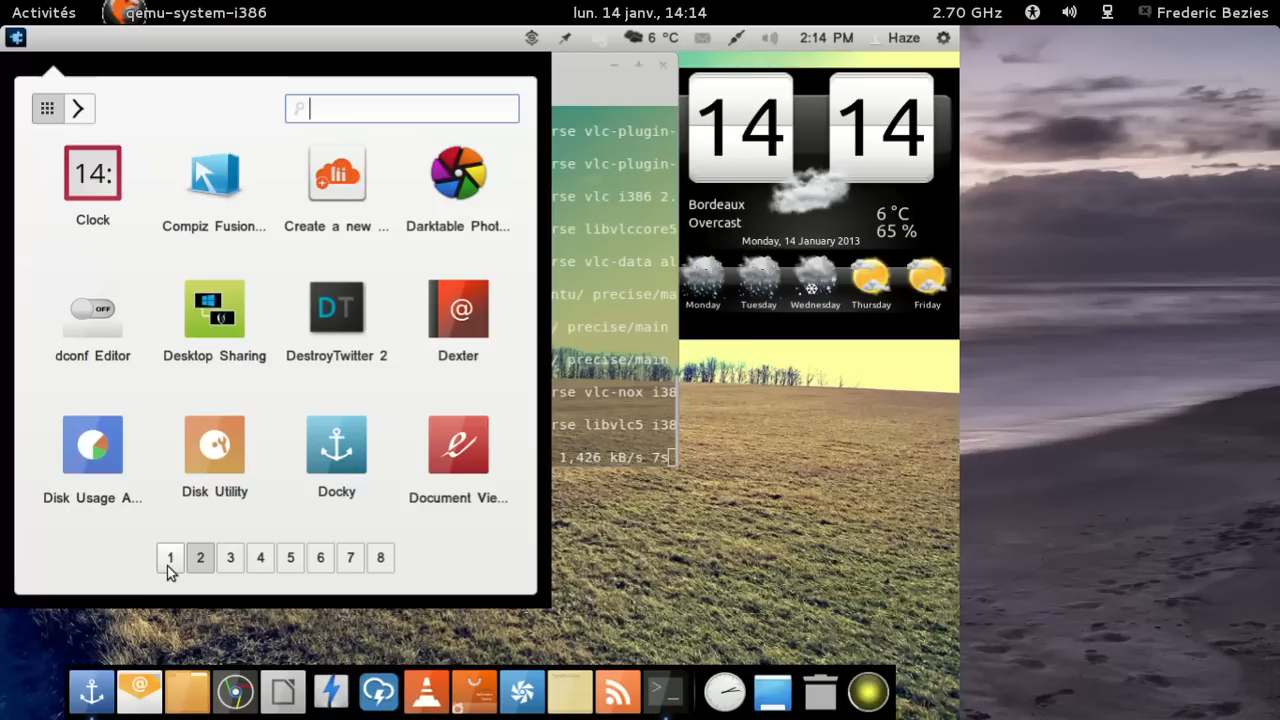 Activités qemu-system-i386 lun. 14 janv., 14:14 2.70 GHz Frederic Bezies
6 °C 2:14 PM Haze
14:
Clock Compiz Fusion... Create a new ... Darktable Phot...
OFF
DT
@
dconf Editor Desktop Sharing DestroyTwitter 2 Dexter
Disk Usage A... Disk Utility Docky Document Vie...
1 2 3 4 5 6 7 8
rse vlc-plugin-
rse vlc-plugin-
rse vlc i386 2.
rse libvlccore5
rse vlc-data al
ntu/ precise/ma
/ precise/main
/ precise/main
rse vlc-nox i38
rse libvlc5 i38
1,426 kB/s 7s
14 14
Bordeaux
Overcast
6 °C
65 %
Monday, 14 January 2013
Monday Tuesday Wednesday Thursday Friday
@
>_